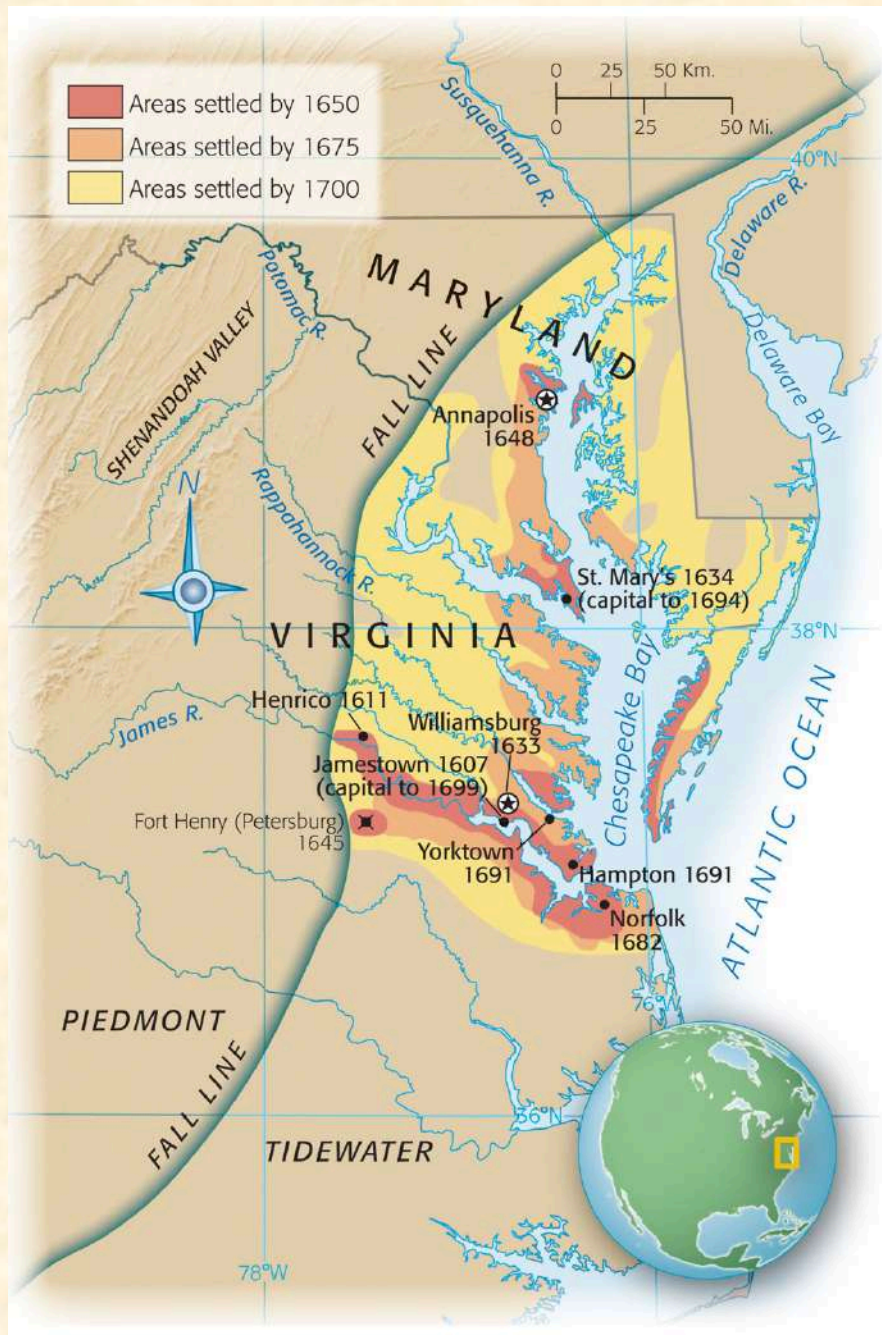 Areas settled by 1650
Areas settled by 1675
Areas settled by 1700
0 25 50 Km.
0 25 50 Mi.
Susquehanna R.
40°N
Delaware R.
Potomac R.
MARYLAND
Delaware Bay
SHENANDOAH VALLEY
FALL LINE
Annapolis
1648
N
Rappahannock R.
St. Mary's 1634
(capital to 1694)
VIRGINIA
38°N
Chesapeake Bay
Henrico 1611
James R.
Williamsburg
1633
Jamestown 1607
(capital to 1699)
ATLANTIC OCEAN
Fort Henry (Petersburg)
1645
Yorktown
1691
Hampton 1691
Norfolk
1682
76°W
PIEDMONT
FALL LINE
36°N
TIDEWATER
78°W